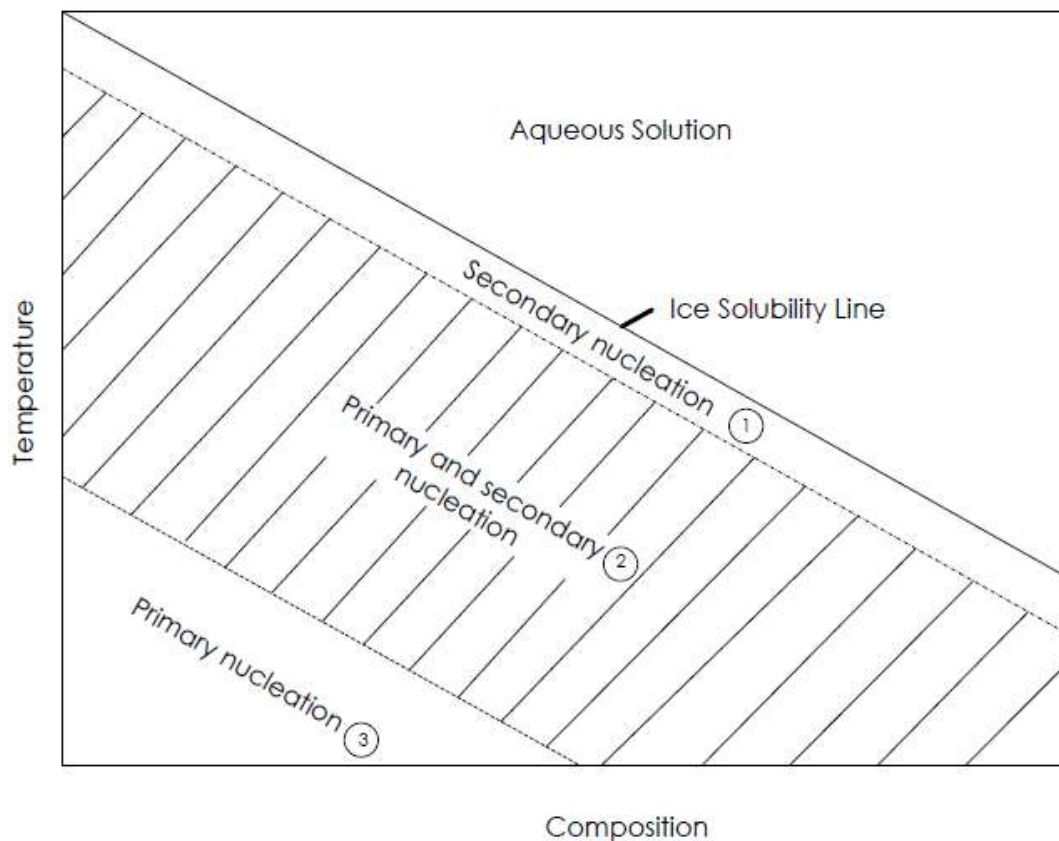 Aqueous Solution
Secondary nucleation 1
Ice Solubility Line
Temperature
Primary and secondary 2
nucleation
Primary nucleation 3
Composition